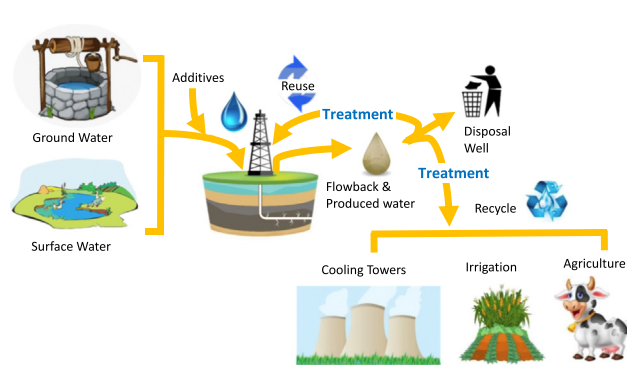 Ground Water
Surface Water
Additives
Reuse
Treatment
Flowback &
Produced water
Disposal
Well
Treatment
Recycle
Cooling Towers
Irrigation
Agriculture